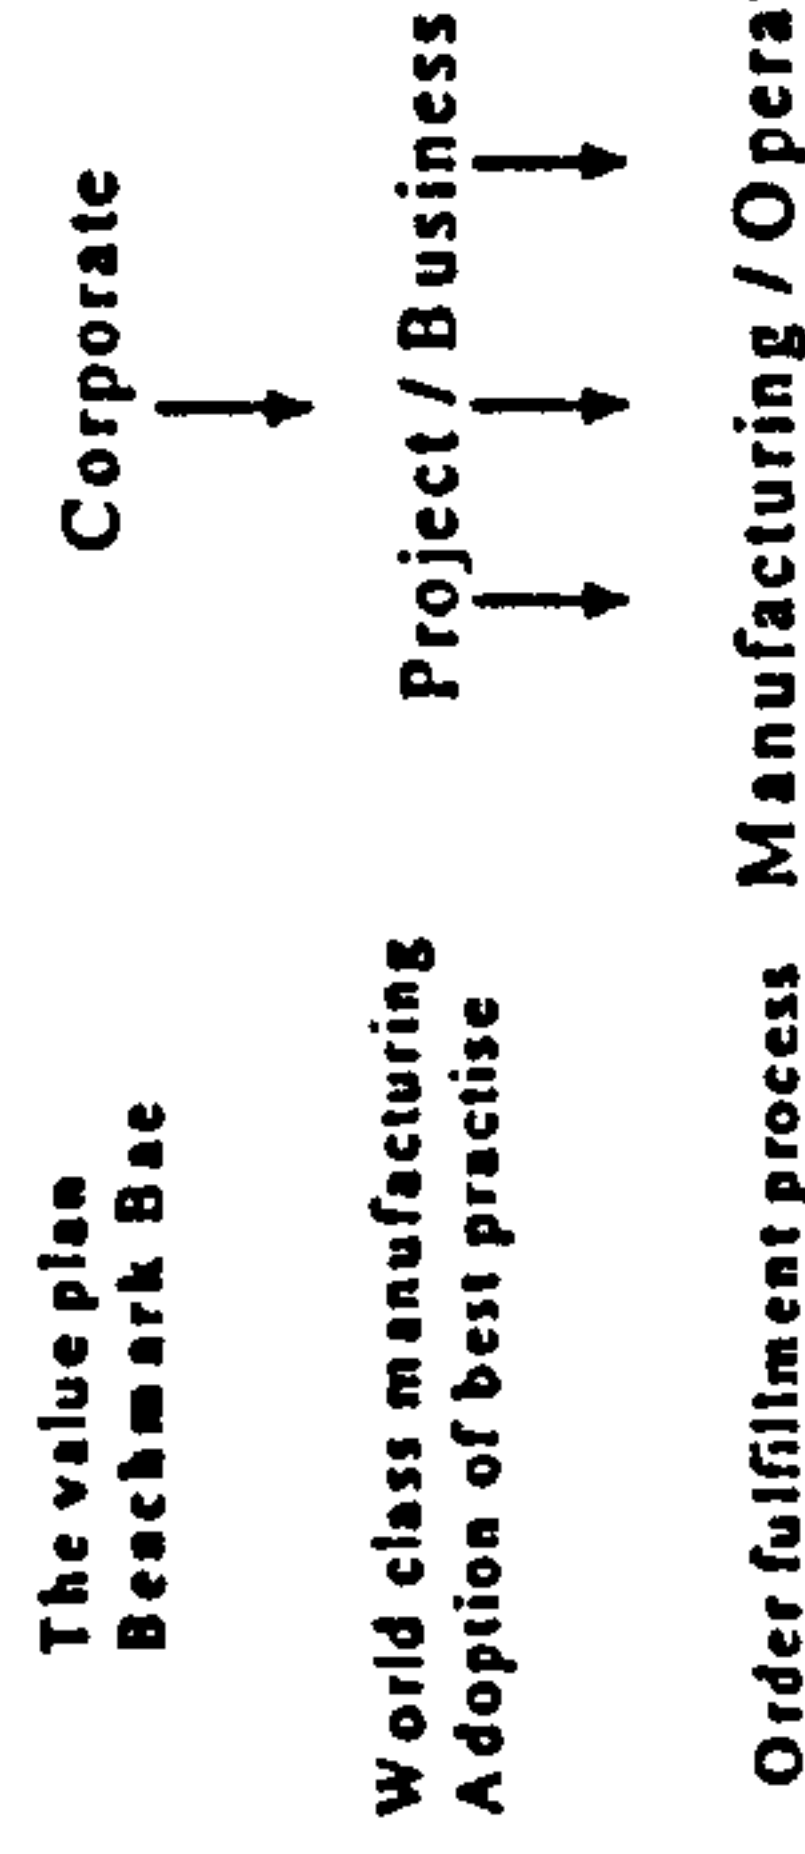 The value plan
Benchmark Bae
Corporate
World class manufacturing
Adoption of best practise
Project / Business
Order fulfillment process
Manufacturing /